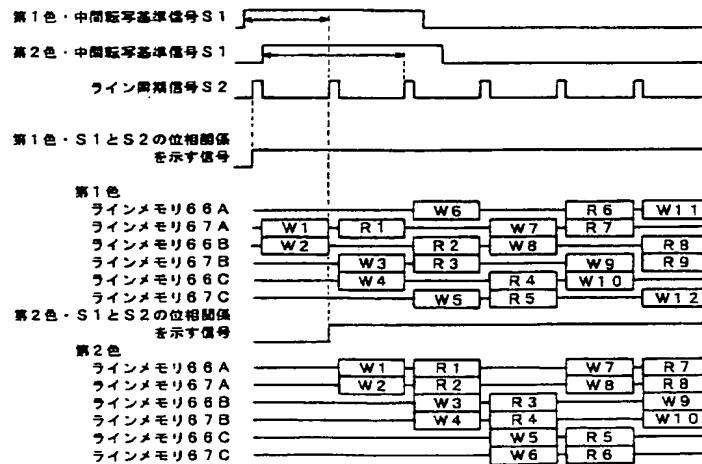 第1色・中間転写基準信号S1
第2色・中間転写基準信号S1
ライン同期信号S2
第1色・S1とS2の位相関係
を示す信号
第1色
ラインメモリ66A W6 R6 W11
ラインメモリ67A W1 R1 W7 R7
ラインメモリ66B W2 R2 W8 R8
ラインメモリ67B W3 R3 W9 R9
ラインメモリ66C W4 R4 W10
ラインメモリ67C W5 R5 W12
第2色・S1とS2の位相関係
を示す信号
第2色
ラインメモリ66A W1 R1 W7 R7
ラインメモリ67A W2 R2 W8 R8
ラインメモリ66B W3 R3 W9
ラインメモリ67B W4 R4 W10
ラインメモリ66C W5 R5
ラインメモリ67C W6 R6